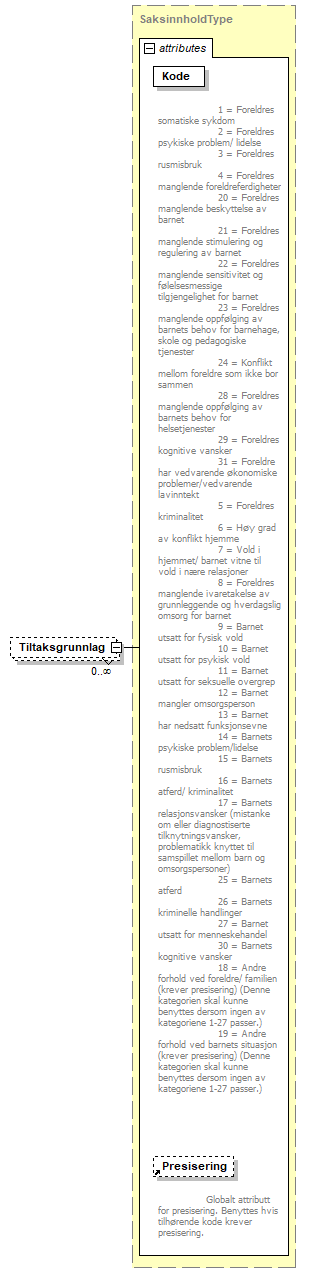 SaksinnholdType
attributes
Kode
1 = Foreldres
somatiske sykdom
2 = Foreldres
psykiske problem/ lidelse
3 = Foreldres
rusmisbruk
4 = Foreldres
manglende foreldreferdigheter
20 = Foreldres
manglende beskyttelse av
barnet
21 = Foreldres
manglende stimulering og
regulering av barnet
22 = Foreldres
manglende sensitivitet og
følelsesmessige
tilgjengelighet for barnet
23 = Foreldres
manglende oppfølging av
barnets behov for barnehage,
skole og pedagogiske
tjenester
24 = Konflikt
mellom foreldre som ikke bor
sammen
28 = Foreldres
manglende oppfølging av
barnets behov for
helsetjenester
29 = Foreldres
kognitive vansker
31 = Foreldre
har vedvarende økonomiske
problemer/vedvarende
lavinntekt
5 = Foreldres
kriminalitet
6 = Høy grad
av konflikt hjemme
7 = Vold i
hjemmet/ barnet vitne til
vold i nære relasjoner
8 = Foreldres
manglende ivaretakelse av
grunnleggende og hverdagslig
omsorg for barnet
9 = Barnet
utsatt for fysisk vold
10 = Barnet
utsatt for psykisk vold
11 = Barnet
utsatt for seksuelle overgrep
12 = Barnet
mangler omsorgsperson
13 = Barnet
har nedsatt funksjonsevne
14 = Barnets
psykiske problem/lidelse
15 = Barnets
rusmisbruk
16 = Barnets
atferd/ kriminalitet
17 = Barnets
relasjonsvansker (mistanke
om eller diagnostiserte
tilknytningsvansker,
problematikk knyttet til
samspillet mellom barn og
omsorgspersoner)
25 = Barnets
atferd
26 = Barnets
kriminelle handlinger
27 = Barnet
utsatt for menneskehandel
30 = Barnets
kognitive vansker
18 = Andre
forhold ved foreldre/ familien
(krever presisering) (Denne
kategorien skal kunne
benyttes dersom ingen av
kategoriene 1-27 passer.)
19 = Andre
forhold ved barnets situasjon
(krever presisering) (Denne
kategorien skal kunne
benyttes dersom ingen av
kategoriene 1-27 passer.)
Tiltaksgrunnlag
0..∞
Presisering
Globalt attributt
for presisering. Benyttes hvis
tilhørende kode krever
presisering.